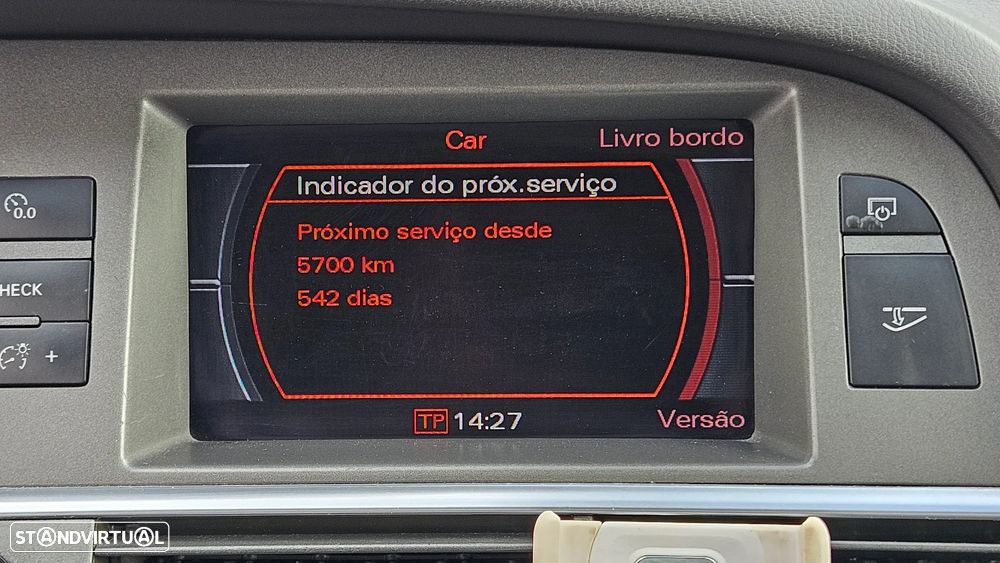 Car
Livro bordo
Indicador do próx.serviço
Próximo serviço desde
5700 km
542 dias
TP 14:27
Versão
0.0
HECK
+
STANDVIRTUAL